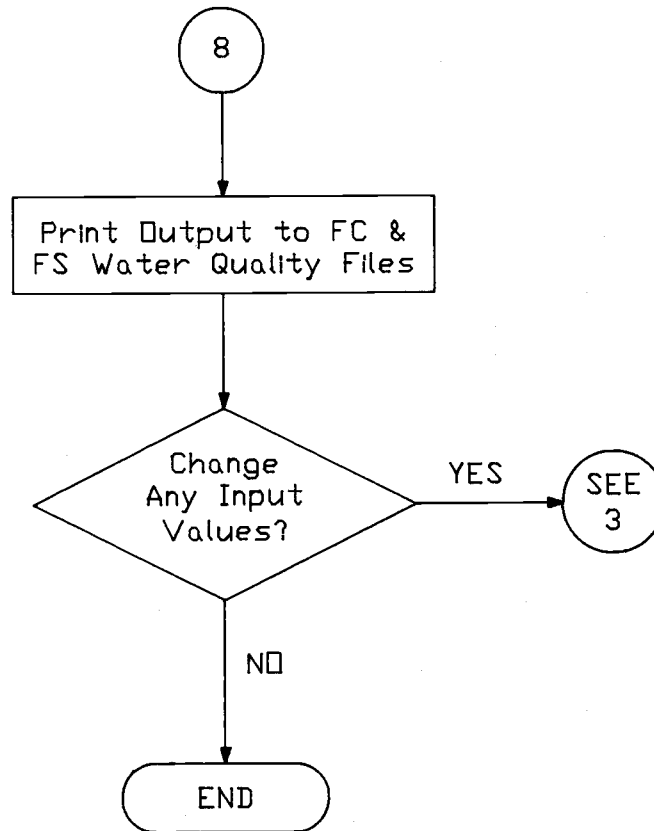 8
Print Output to FC &
FS Water Quality Files
Change
Any Input
Values?
YES
SEE
3
NO
END